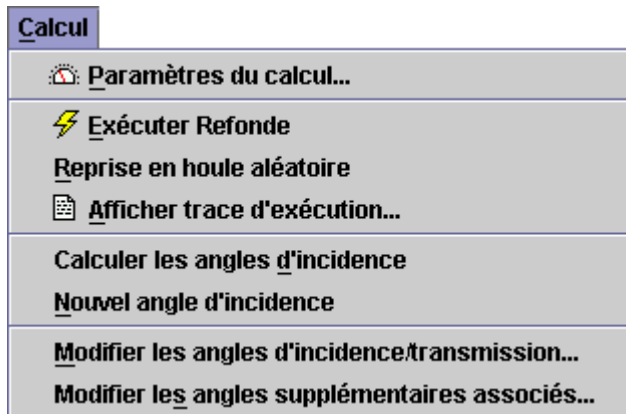 Calcul
Paramètres du calcul...
Exécuter Refonde
Reprise en houle aléatoire
Afficher trace d'exécution...
Calculer les angles d'incidence
Nouvel angle d'incidence
Modifier les angles d'incidence/transmission...
Modifier les angles supplémentaires associés...